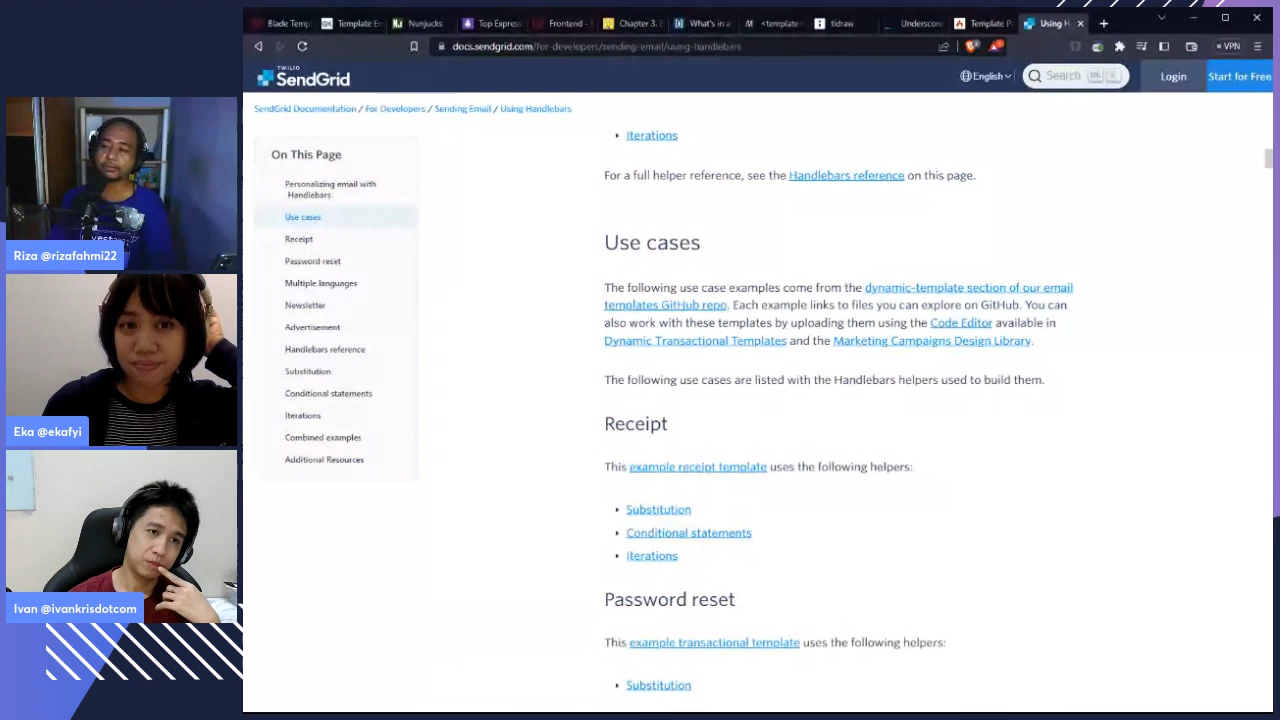 Blade Temp
Template En
Nunjucks
Top Express
Frontend -
Chapter 3.
What's in a
<template
tldraw
Underscore
Template P
Using H
docs.sendgrid.com/for-developers/sending-email/using-handlebars
VPN
TWILIO
SendGrid
English
Search
Login
Start for Free
SendGrid Documentation / For Developers / Sending Email / Using Handlebars
On This Page
Personalizing email with
Handlebars
Use cases
Receipt
Password reset
Multiple languages
Newsletter
Advertisement
Handlebars reference
Substitution
Conditional statements
Iterations
Combined examples
Additional Resources
• Iterations
For a full helper reference, see the Handlebars reference on this page.
Use cases
The following use case examples come from the dynamic-template section of our email
templates GitHub repo. Each example links to files you can explore on GitHub. You can
also work with these templates by uploading them using the Code Editor available in
Dynamic Transactional Templates and the Marketing Campaigns Design Library.
The following use cases are listed with the Handlebars helpers used to build them.
Receipt
This example receipt template uses the following helpers:
• Substitution
• Conditional statements
• Iterations
Password reset
This example transactional template uses the following helpers:
• Substitution
Riza @rizafahmi22
Eka @ekafyi
Ivan @ivankrisdotcom